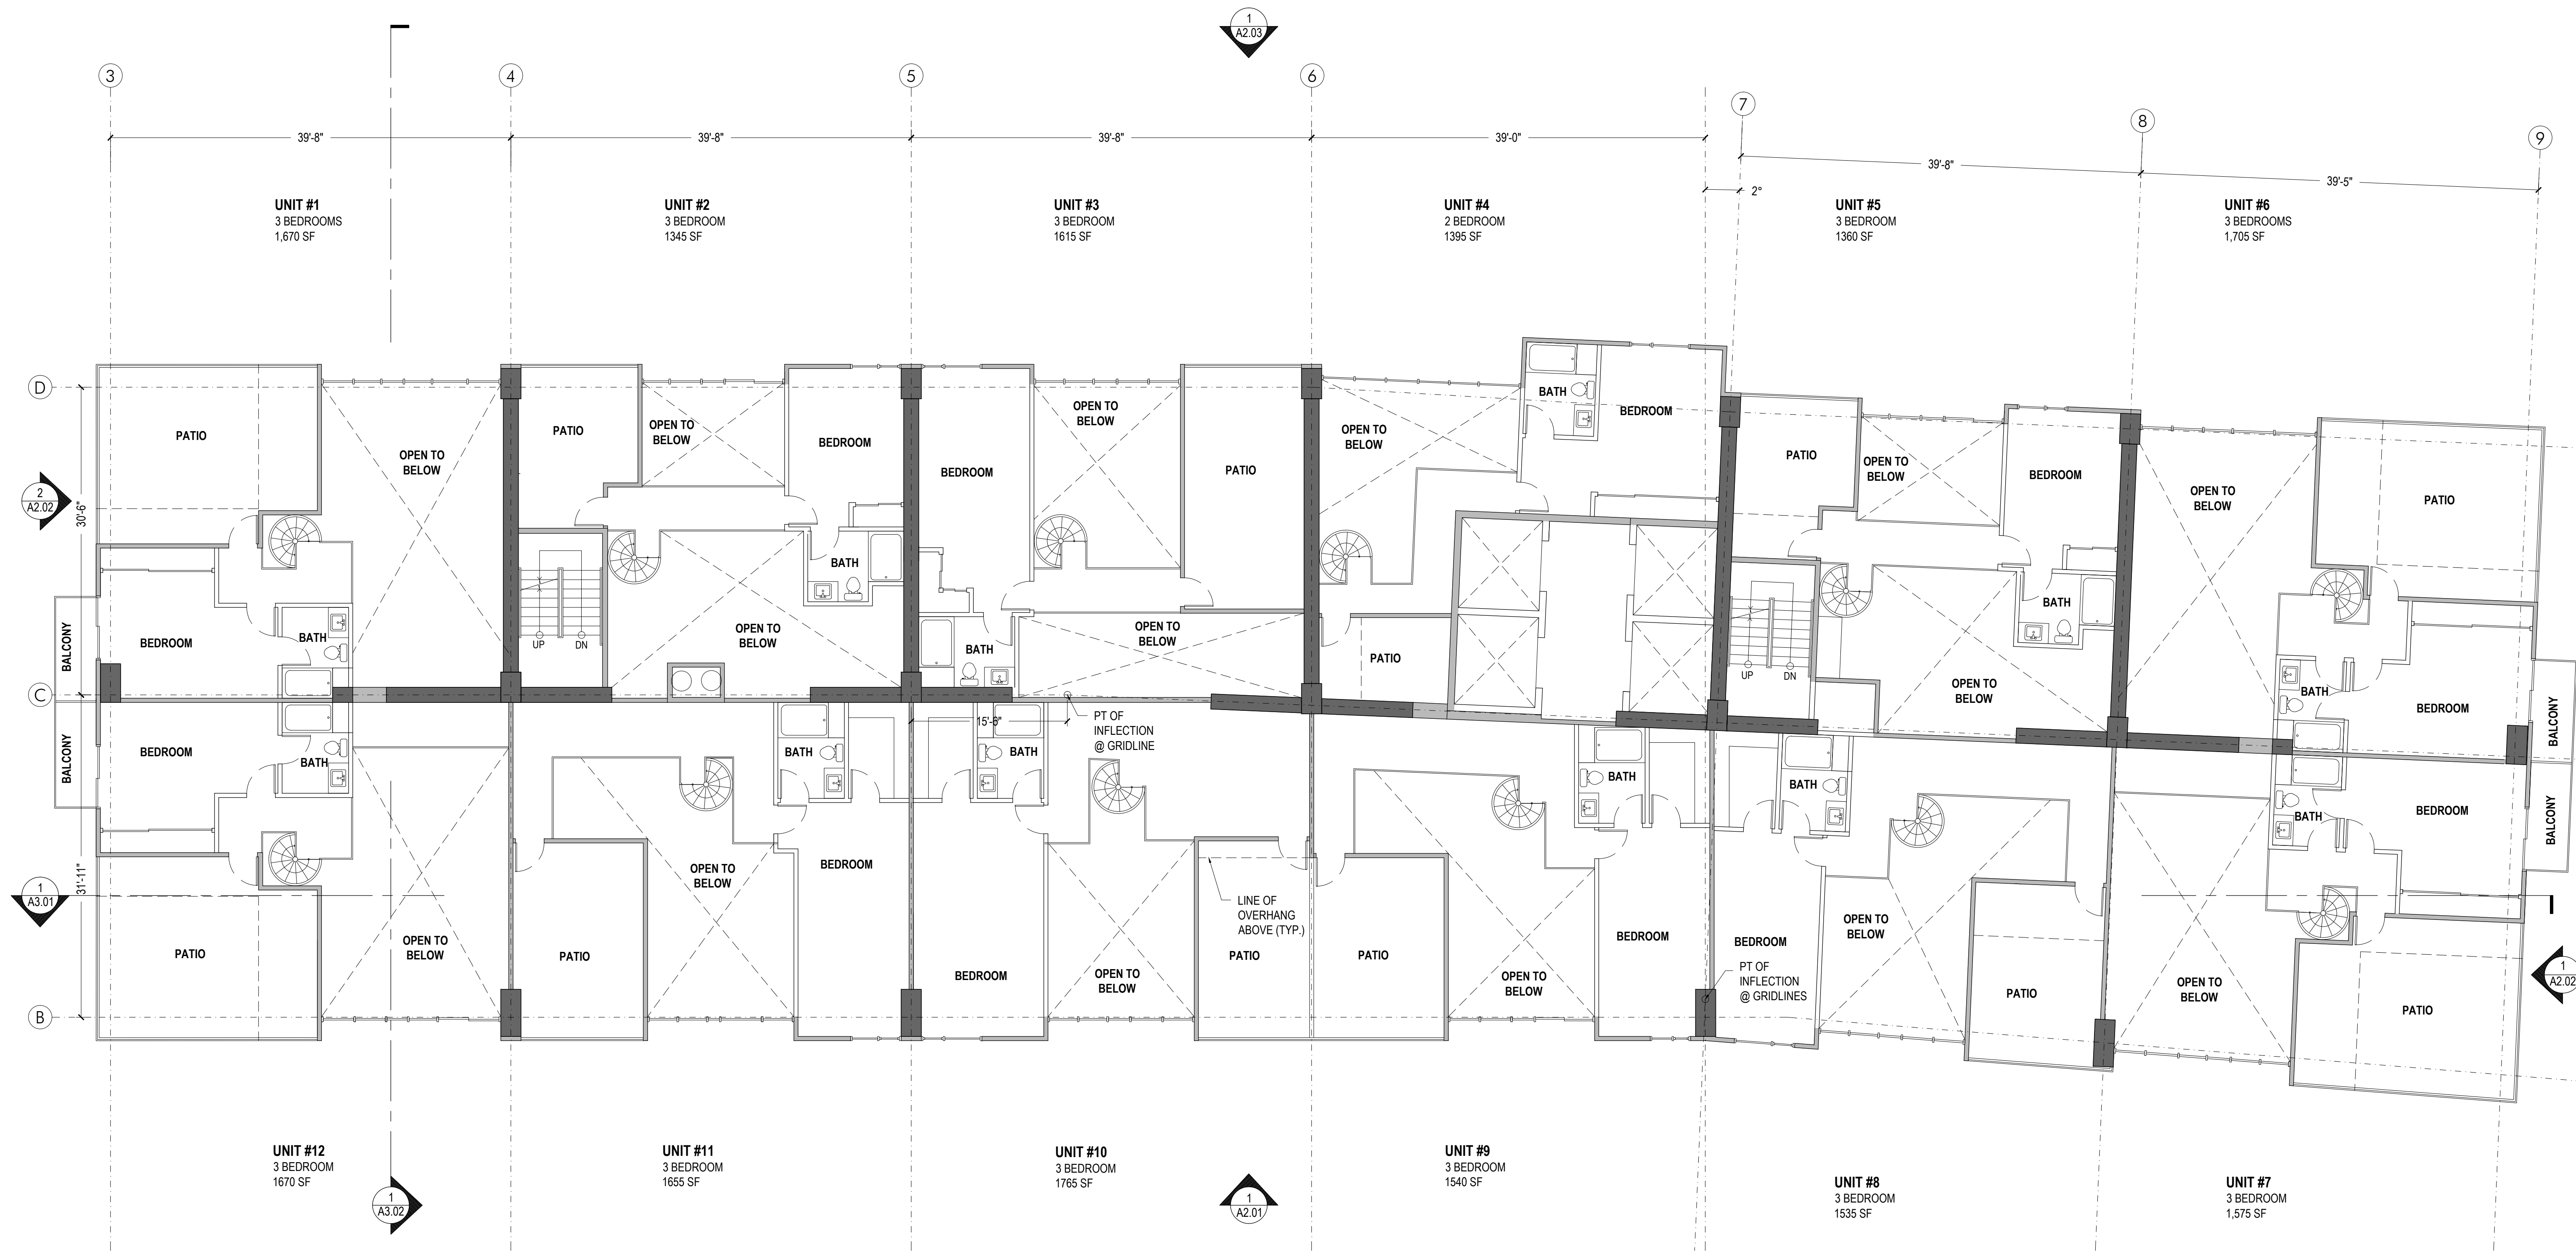 1
A2.03
3
4
5
6
7
8
9
39'-8"
39'-8"
39'-8"
39'-0"
39'-8"
39'-5"
2°
UNIT #1
3 BEDROOMS
1,670 SF
UNIT #2
3 BEDROOM
1345 SF
UNIT #3
3 BEDROOM
1615 SF
UNIT #4
2 BEDROOM
1395 SF
UNIT #5
3 BEDROOM
1360 SF
UNIT #6
3 BEDROOMS
1,705 SF
D
2
A2.02
30'-6"
C
31'-11"
1
A3.01
B
PATIO
OPEN TO
BELOW
BEDROOM
BATH
BALCONY
PATIO
OPEN TO
BELOW
BEDROOM
BATH
OPEN TO
BELOW
UP
DN
BEDROOM
OPEN TO
BELOW
PATIO
BATH
OPEN TO
BELOW
OPEN TO
BELOW
BATH
BEDROOM
PATIO
PATIO
OPEN TO
BELOW
BEDROOM
BATH
OPEN TO
BELOW
UP
DN
OPEN TO
BELOW
PATIO
BATH
BEDROOM
BALCONY
BALCONY
BEDROOM
BATH
PATIO
OPEN TO
BELOW
BATH
OPEN TO
BELOW
BEDROOM
PATIO
15'-6"
PT OF
INFLECTION
@ GRIDLINE
BATH
BEDROOM
OPEN TO
BELOW
LINE OF
OVERHANG
ABOVE (TYP.)
PATIO
PATIO
OPEN TO
BELOW
BATH
BEDROOM
BATH
BEDROOM
PT OF
INFLECTION
@ GRIDLINES
OPEN TO
BELOW
PATIO
BATH
BEDROOM
BALCONY
OPEN TO
BELOW
PATIO
1
A2.02
UNIT #12
3 BEDROOM
1670 SF
UNIT #11
3 BEDROOM
1655 SF
UNIT #10
3 BEDROOM
1765 SF
UNIT #9
3 BEDROOM
1540 SF
UNIT #8
3 BEDROOM
1535 SF
UNIT #7
3 BEDROOM
1,575 SF
1
A3.02
1
A2.01